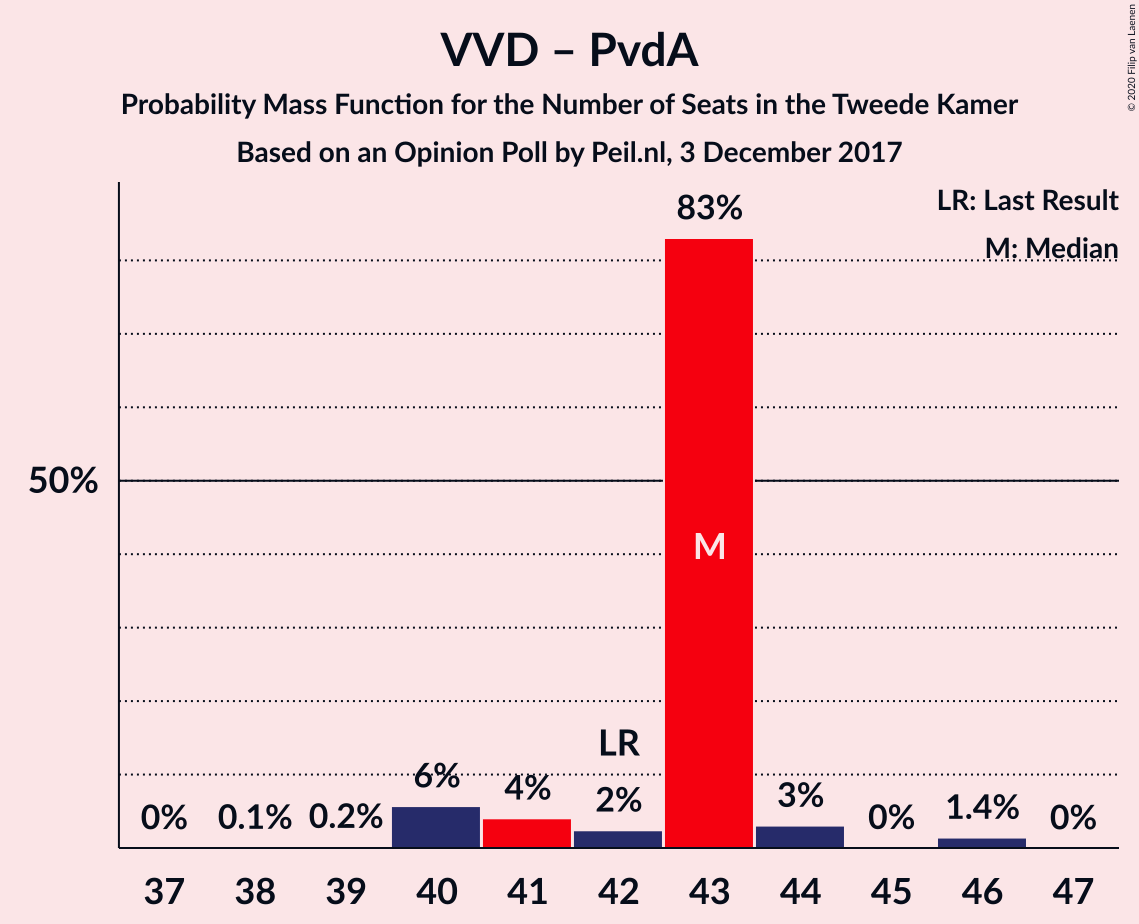 VVD – PvdA
Probability Mass Function for the Number of Seats in the Tweede Kamer
Based on an Opinion Poll by Peil.nl, 3 December 2017
© 2020 Filip van Laenen
LR: Last Result
M: Median
83%
50%
M
LR
0% 0.1% 0.2% 6% 4% 2% 3% 0% 1.4% 0%
37 38 39 40 41 42 43 44 45 46 47